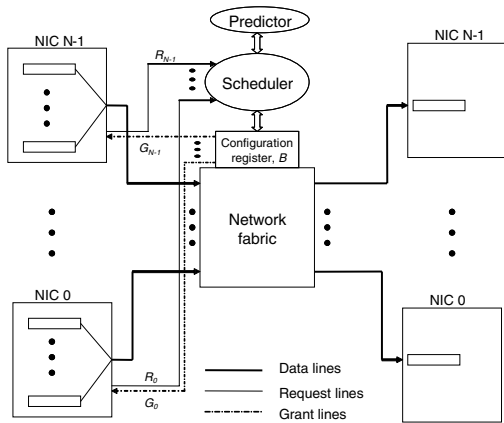 Predictor
NIC N-1
NIC N-1
R_{N-1}
Scheduler
G_{N-1}
Configuration
register, B
Network
fabric
NIC 0
NIC 0
R_0
G_0
Data lines
Request lines
Grant lines